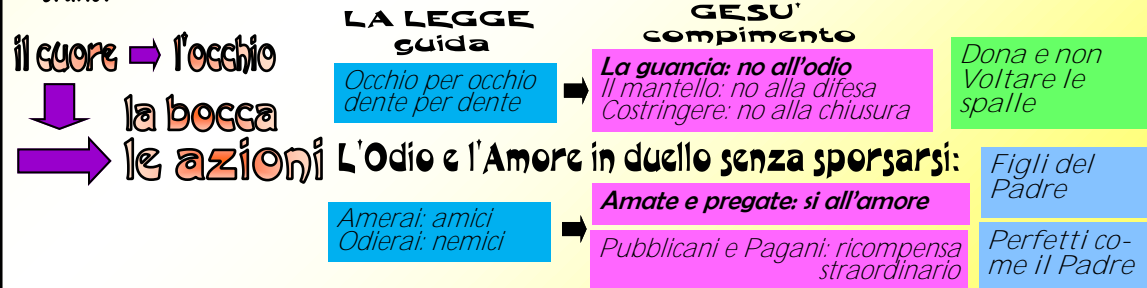 LA LEGGE
guida
GESU'
compimento
il cuore
l'occhio
la bocca
le azioni
Occhio per occhio
dente per dente
La guancia: no all'odio
Il mantello: no alla difesa
Costringere: no alla chiusura
Dona e non
Voltare le
spalle
L'Odio e l'Amore in duello senza sporsarsi:
Amerai: amici
Odierai: nemici
Amate e pregate: si all'amore
Pubblicani e Pagani: ricompensa
straordinario
Figli del
Padre
Perfetti co-
me il Padre